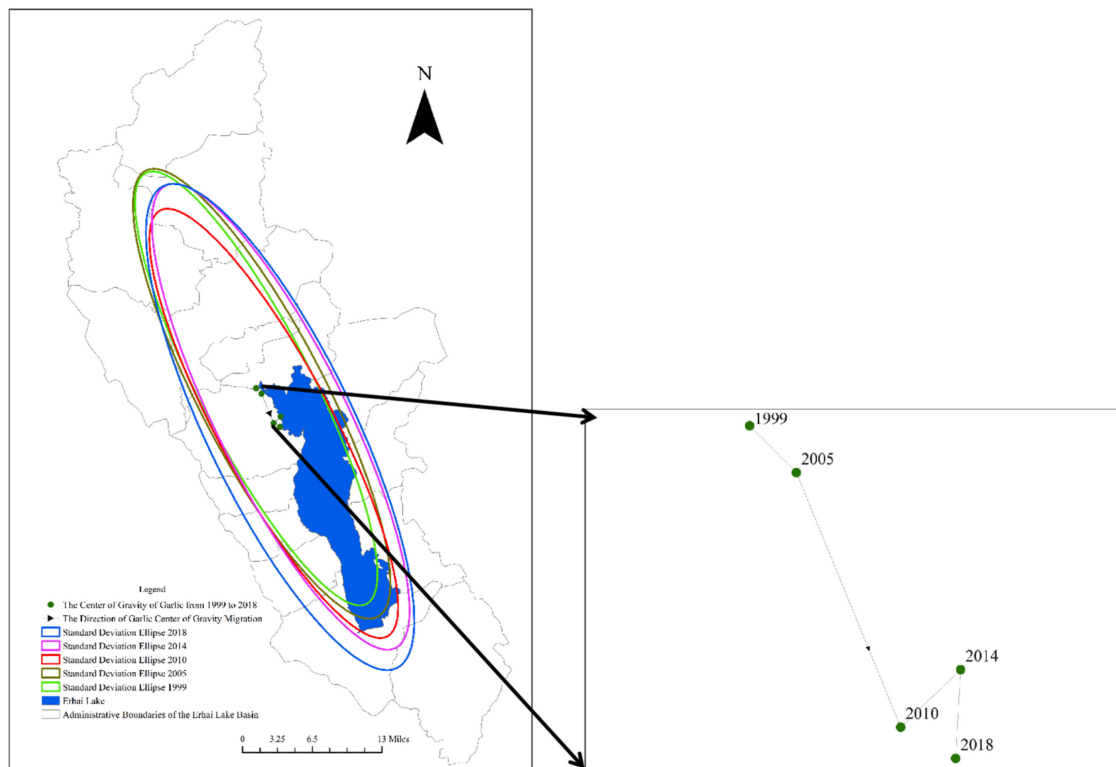 N
Legend
The Center of Gravity of Garlic from 1999 to 2018
The Direction of Garlic Center of Gravity Migration
Standard Deviation Ellipse 2018
Standard Deviation Ellipse 2014
Standard Deviation Ellipse 2010
Standard Deviation Ellipse 2005
Standard Deviation Ellipse 1999
Erhai Lake
Administrative Boundaries of the Erhai Lake Basin
0 3.25 6.5 13 Miles
1999
2005
2014
2010
2018